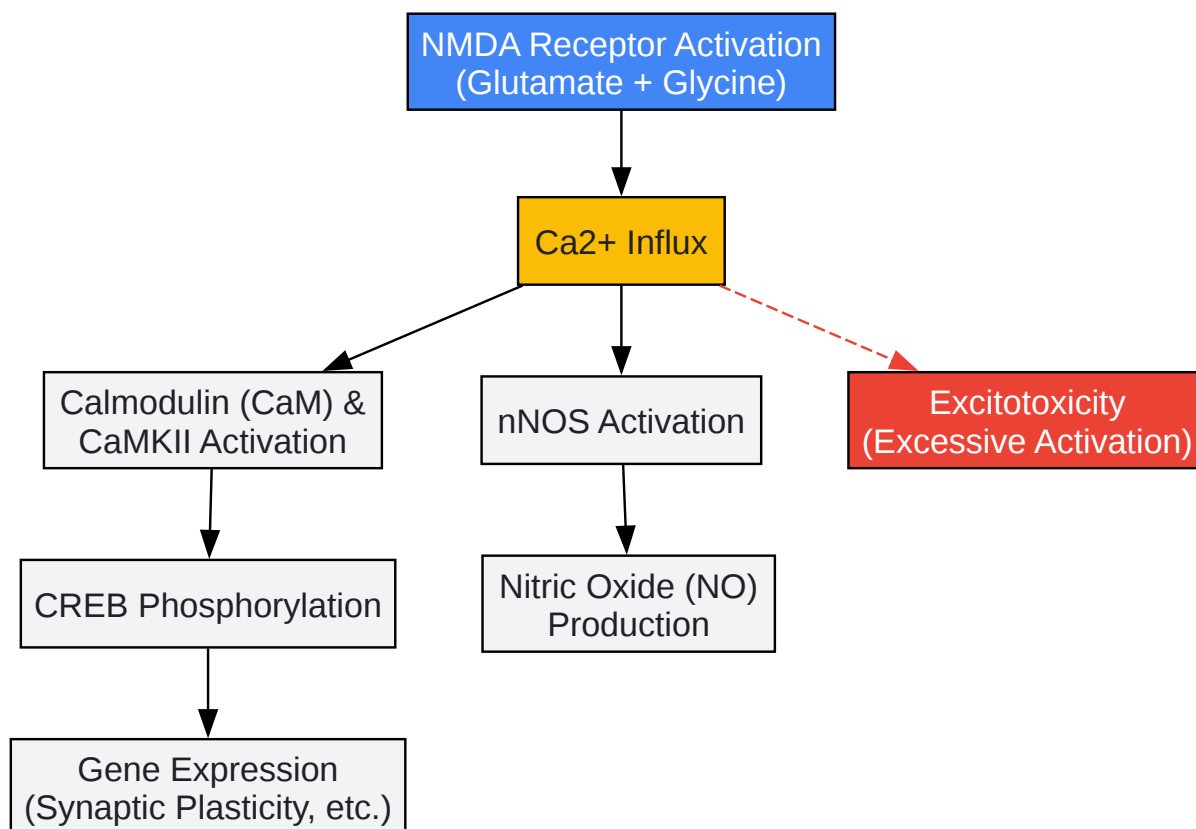 NMDA Receptor Activation
(Glutamate + Glycine)
Ca2+ Influx
Calmodulin (CaM) &
CaMKII Activation
nNOS Activation
Excitotoxicity
(Excessive Activation)
CREB Phosphorylation
Nitric Oxide (NO)
Production
Gene Expression
(Synaptic Plasticity, etc.)